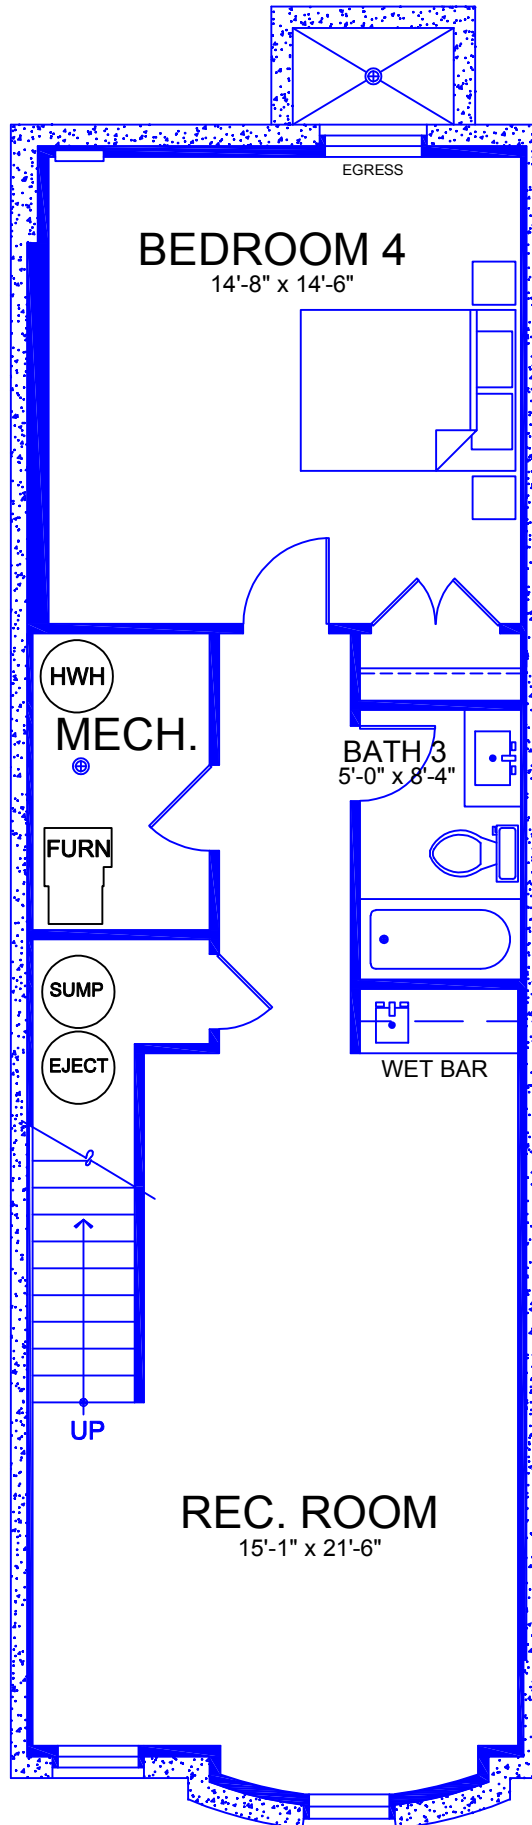 EGRESS
BEDROOM 4
14'-8" x 14'-6"
HWH
MECH.
BATH 3
5'-0" x 8'-4"
FURN
SUMP
EJECT
WET BAR
UP
REC. ROOM
15'-1" x 21'-6"